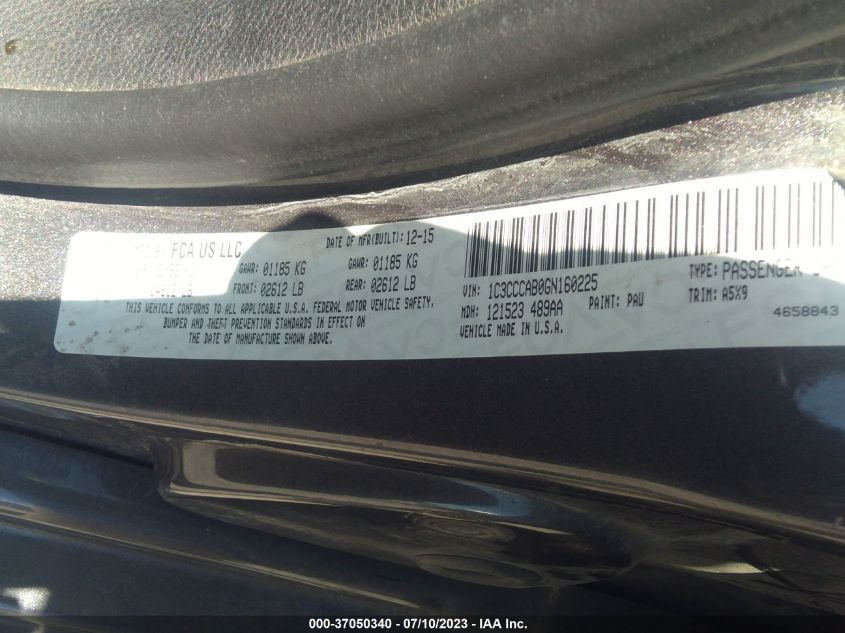 FCA US LLC DATE OF MFR(BUILT): 12-15
GAWR: 01185 KG GAWR: 01185 KG
LB FRONT: 02612 LB REAR: 02612 LB
THIS VEHICLE CONFORMS TO ALL APPLICABLE U.S.A. FEDERAL MOTOR VEHICLE SAFETY,
BUMPER AND THEFT PREVENTION STANDARDS IN EFFECT ON
THE DATE OF MANUFACTURE SHOWN ABOVE.
VIN: 1C3CCCAB0GN160225 TYPE: PASSENGER
MDH: 121523 489AA PAINT: PAU TRIM: A5X9
VEHICLE MADE IN U.S.A. 4658843
000-37050340 - 07/10/2023 - IAA Inc.